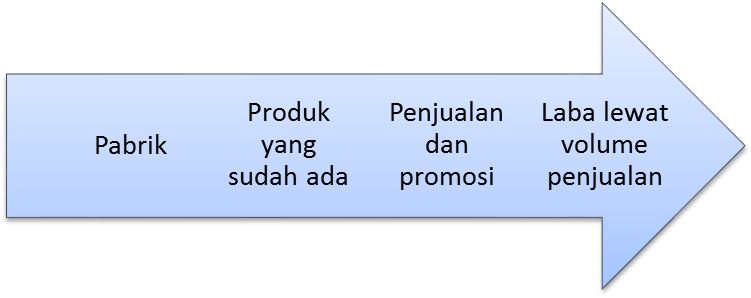 Pabrik
Produk
yang
sudah ada
Penjualan
dan
promosi
Laba lewat
volume
penjualan